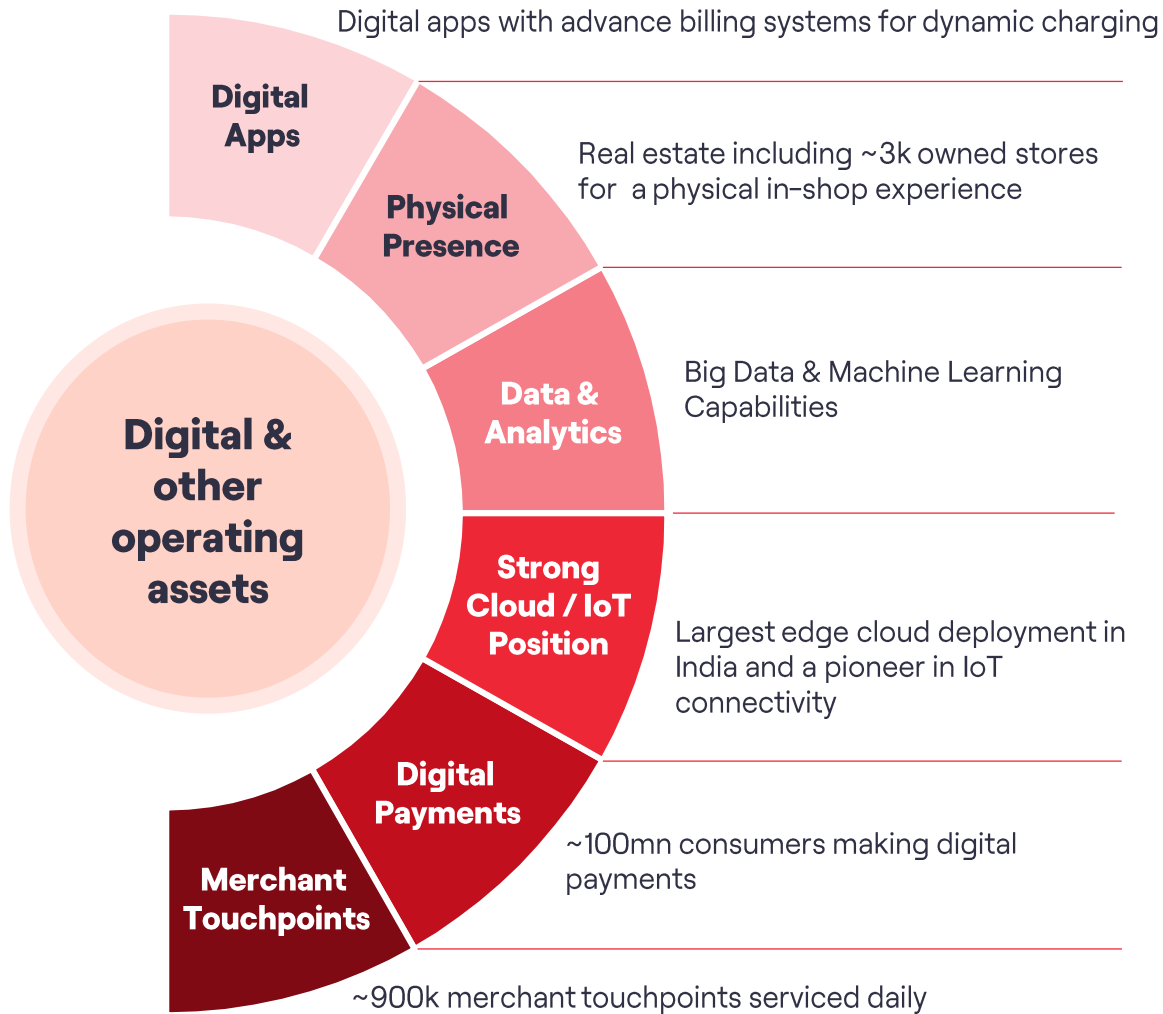 Digital apps with advance billing systems for dynamic charging
Digital
Apps
Real estate including ~3k owned stores
for a physical in-shop experience
Physical
Presence
Big Data & Machine Learning
Capabilities
Data &
Analytics
Digital &
other
operating
assets
Strong
Cloud / IoT
Position
Largest edge cloud deployment in
India and a pioneer in IoT
connectivity
Digital
Payments
~100mn consumers making digital
payments
Merchant
Touchpoints
~900k merchant touchpoints serviced daily